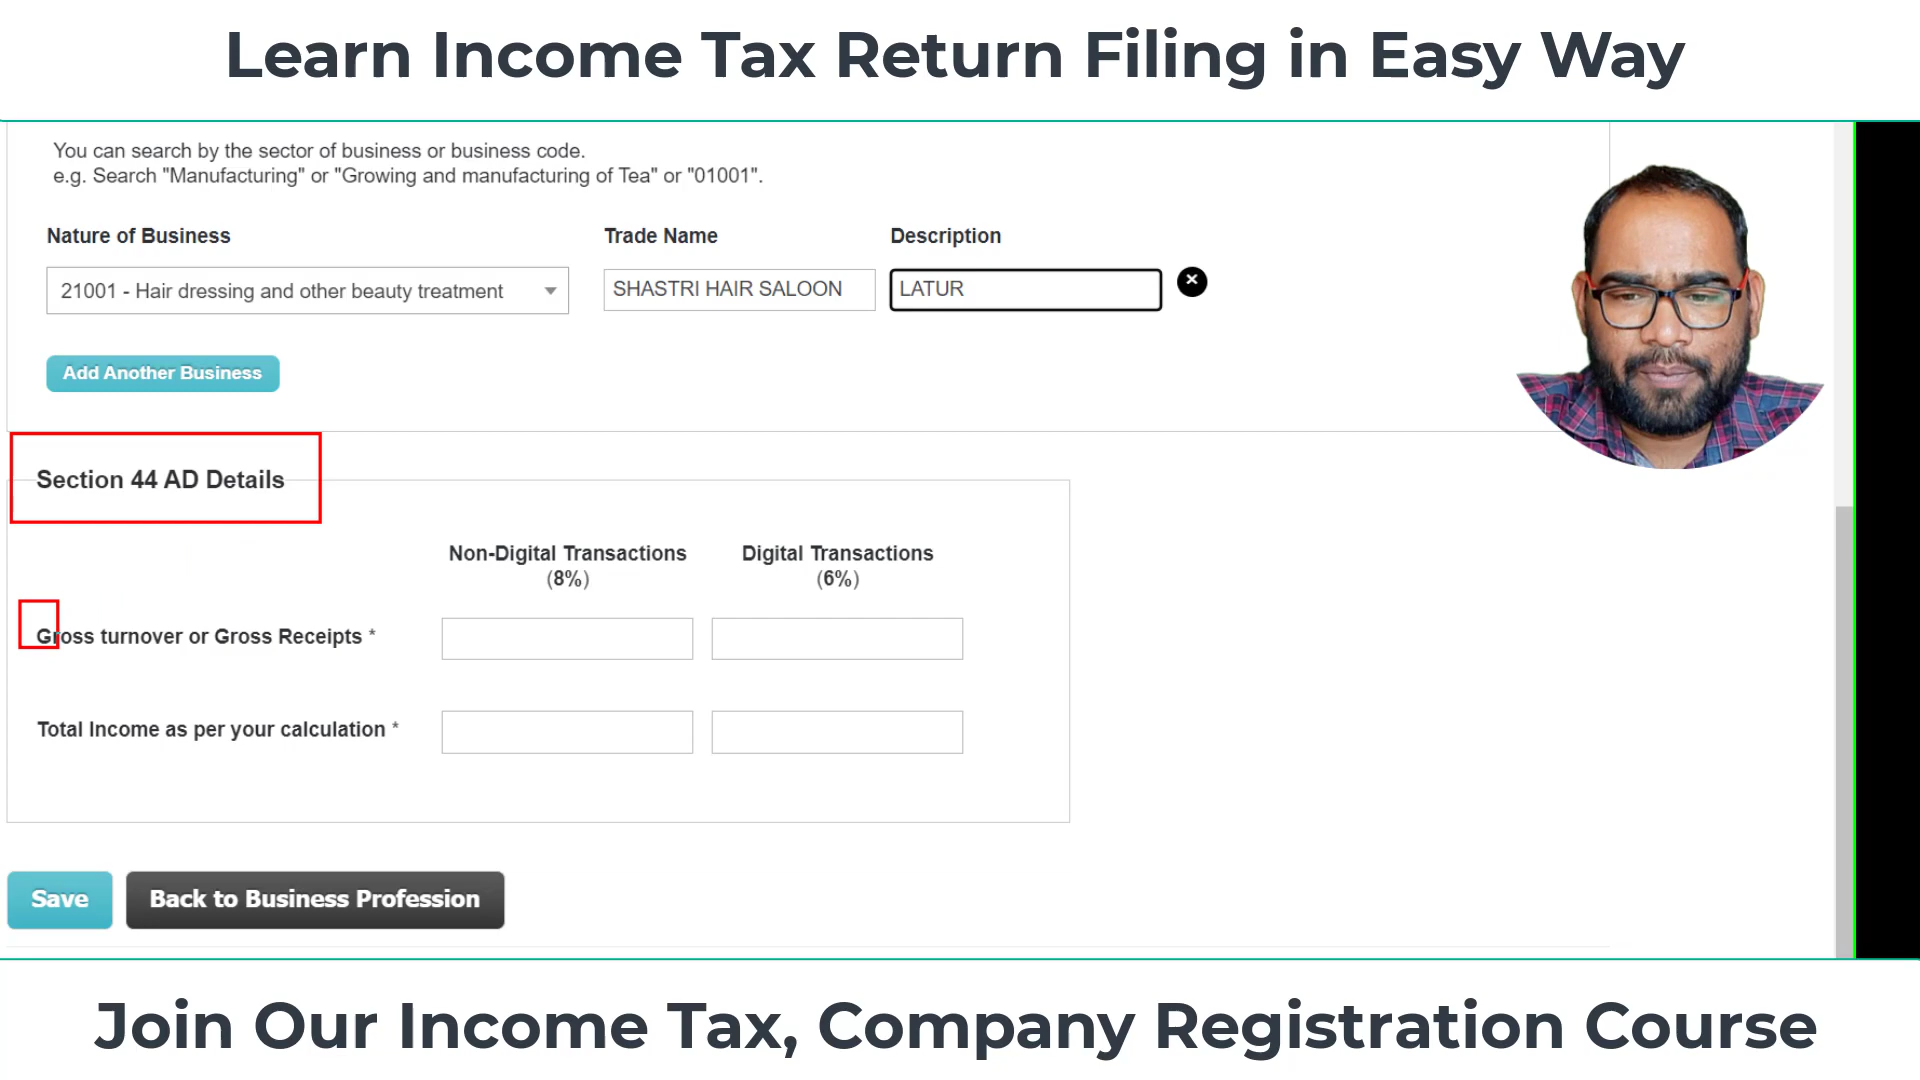 Learn Income Tax Return Filing in Easy Way
You can search by the sector of business or business code.
e.g. Search "Manufacturing" or "Growing and manufacturing of Tea" or "01001".
Nature of Business Trade Name Description
21001 - Hair dressing and other beauty treatment SHASTRI HAIR SALOON LATUR
Add Another Business
Section 44 AD Details
Non-Digital Transactions Digital Transactions
(8%) (6%)
Gross turnover or Gross Receipts *
Total Income as per your calculation *
Save Back to Business Profession
Join Our Income Tax, Company Registration Course